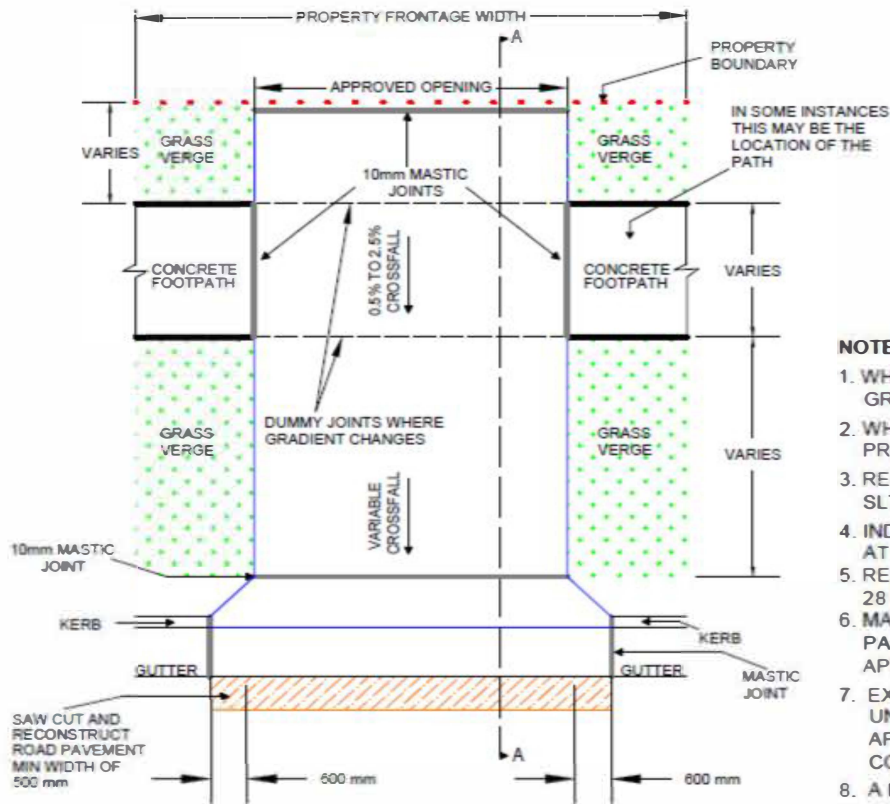 PROPERTY FRONTAGE WIDTH
A
PROPERTY
BOUNDARY
APPROVED OPENING
IN SOME INSTANCES
THIS MAY BE THE
LOCATION OF THE
PATH
VARIES
GRASS
VERGE
GRASS
VERGE
10mm MASTIC
JOINTS
CONCRETE
FOOTPATH
0.5% TO 2.5%
CROSSFALL
CONCRETE
FOOTPATH
VARIES
DUMMY JOINTS WHERE
GRADIENT CHANGES
GRASS
VERGE
GRASS
VERGE
VARIES
VARIABLE
CROSSFALL
10mm MASTIC
JOINT
KERB
KERB
GUTTER
GUTTER
MASTIC
JOINT
SAW CUT AND
RECONSTRUCT
ROAD PAVEMENT
MIN WIDTH OF
500 mm
600 mm
A
600 mm
NOTE
1. WH
GR
2. WH
PR
3. RE
SL
4. IND
AT
5. RE
28
6. MA
PA
AP
7. EX
UN
AP
CO
8. A